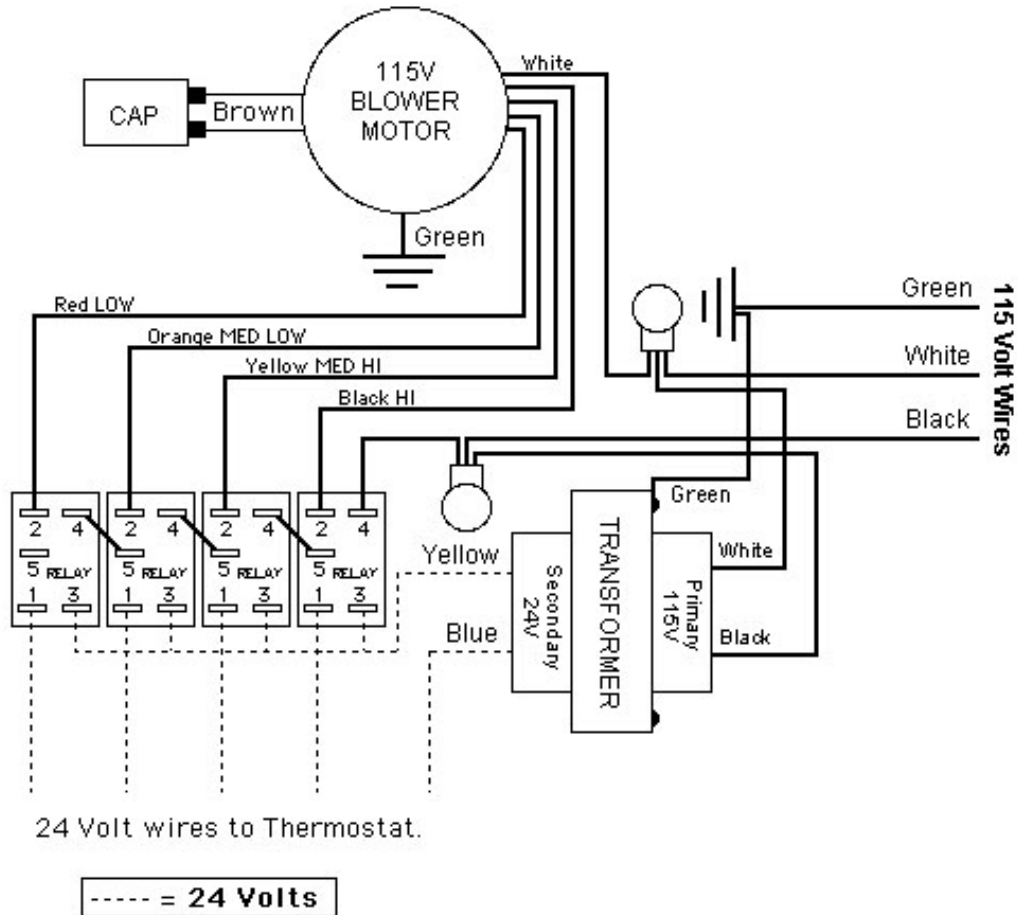 115V
BLOWER
MOTOR
CAP
Brown
White
Green
Red LOW
Orange MED LOW
Yellow MED HI
Black HI
Green
White
Black
115 Volt Wires
2 4 2 4 2 4 2 4
5 RELAY 5 RELAY 5 RELAY 5 RELAY
1 3 1 3 1 3 1 3
Yellow
Blue
Secondary
24V
TRANSFORMER
Primary
115V
Green
White
Black
24 Volt wires to Thermostat.
----- = 24 Volts